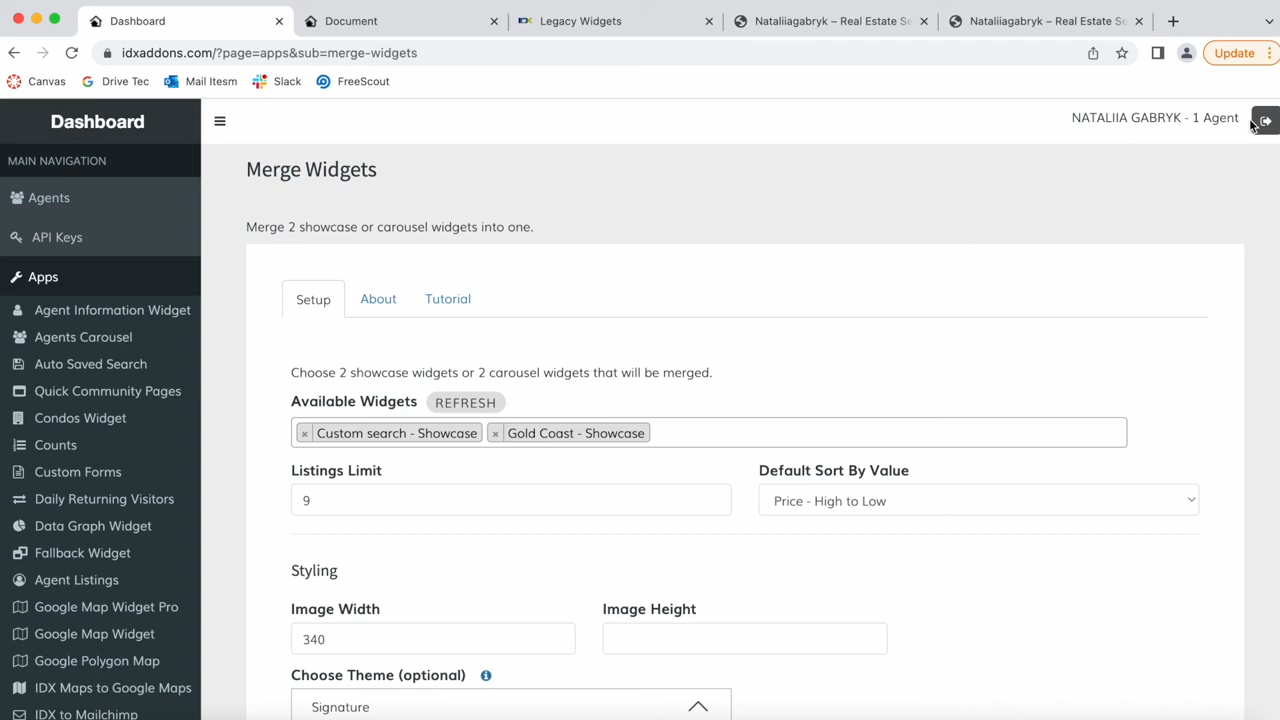 Dashboard
Document
Legacy Widgets
Nataliiagabryk – Real Estate Se
Nataliiagabryk – Real Estate Se
idxaddons.com/?page=apps&sub=merge-widgets
Update
Canvas
Drive Tec
Mail Itesm
Slack
FreeScout
Dashboard
NATALIIA GABRYK - 1 Agent
MAIN NAVIGATION
Agents
API Keys
Apps
Agent Information Widget
Agents Carousel
Auto Saved Search
Quick Community Pages
Condos Widget
Counts
Custom Forms
Daily Returning Visitors
Data Graph Widget
Fallback Widget
Agent Listings
Google Map Widget Pro
Google Map Widget
Google Polygon Map
IDX Maps to Google Maps
IDX to Mailchimp
Merge Widgets
Merge 2 showcase or carousel widgets into one.
Setup
About
Tutorial
Choose 2 showcase widgets or 2 carousel widgets that will be merged.
Available Widgets REFRESH
× Custom search - Showcase × Gold Coast - Showcase
Listings Limit
Default Sort By Value
9
Price - High to Low
Styling
Image Width
Image Height
340
Choose Theme (optional)
Signature